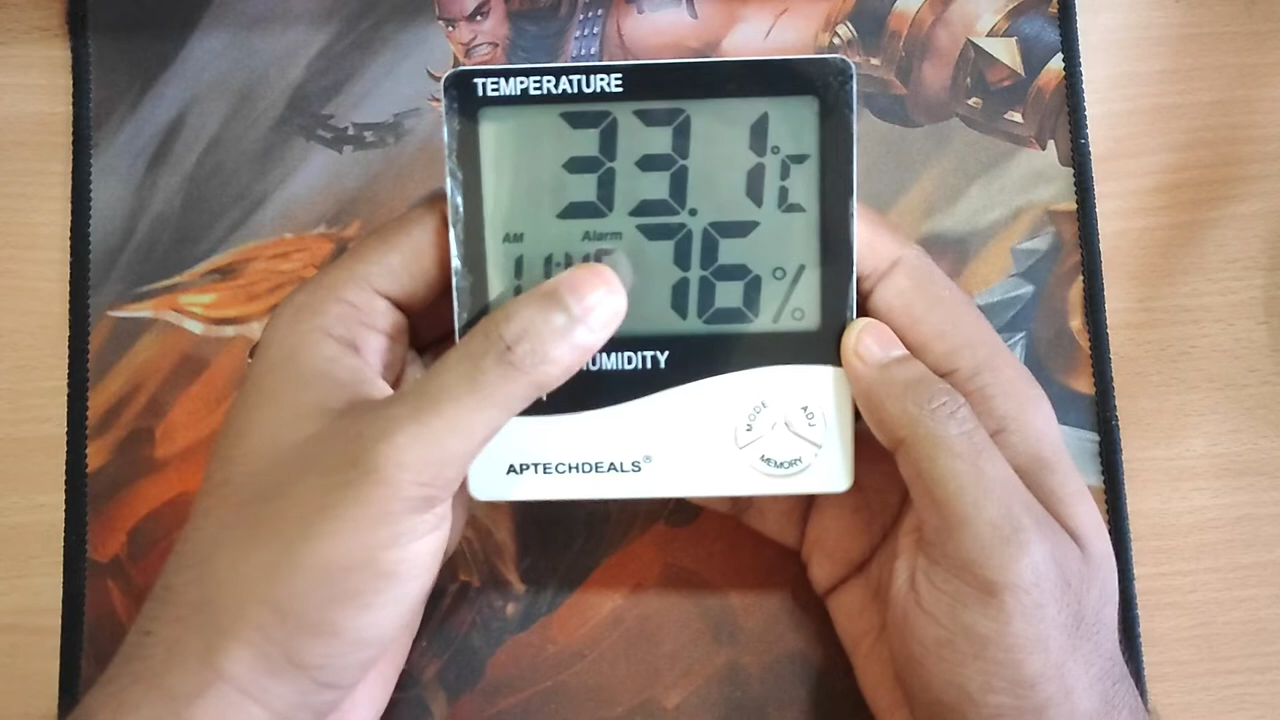 TEMPERATURE
33.1°C
AM Alarm
76%
HUMIDITY
MODE ADJ
MEMORY
APTECHDEALS®